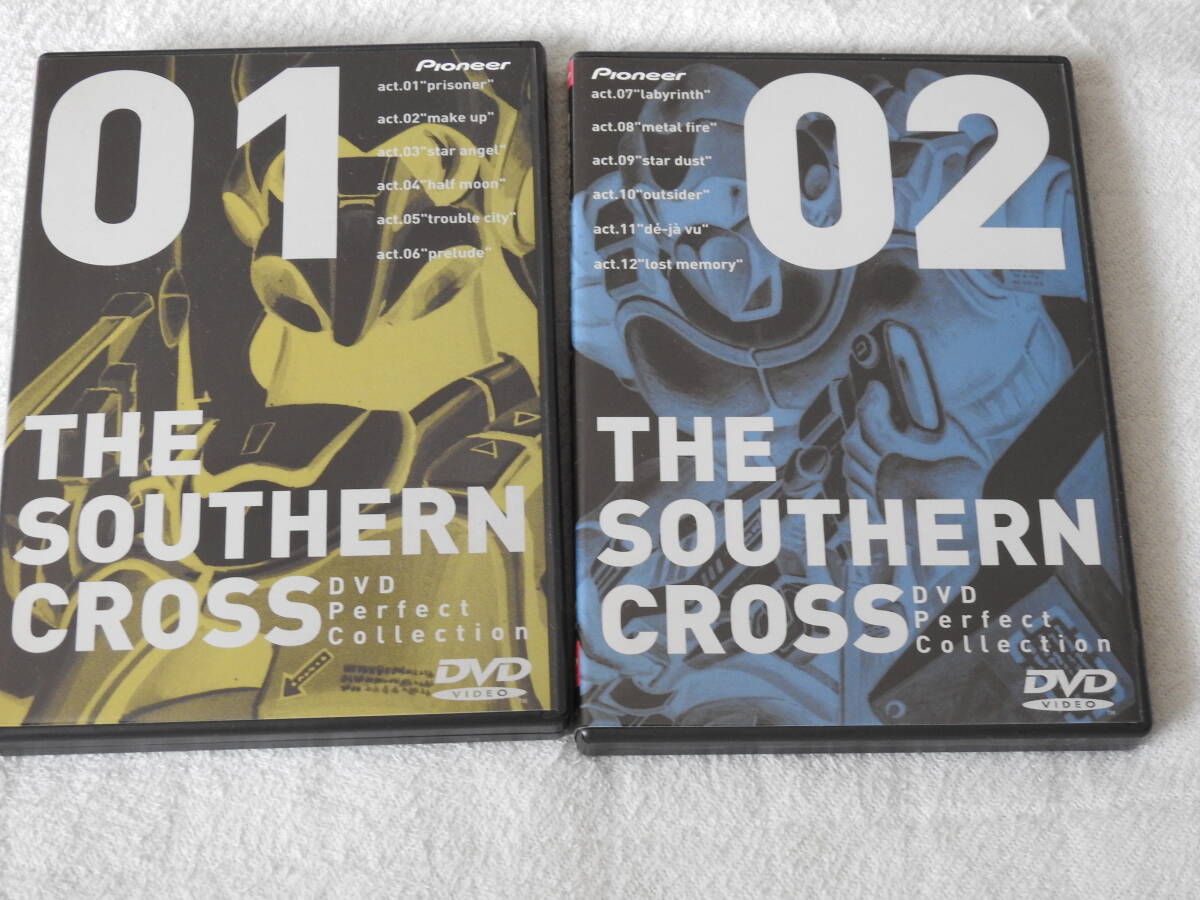 01
Pioneer
act.01"prisoner"
act.02"make up"
act.03"star angel"
act.04"half moon"
act.05"trouble city"
act.06"prelude"
THE
SOUTHERN
CROSS
DVD
Perfect
Collection
DVD
VIDEO
Pioneer
02
act.07"labyrinth"
act.08"metal fire"
act.09"star dust"
act.10"outsider"
act.11"dé-jà vu"
act.12"lost memory"
THE
SOUTHERN
CROSS
DVD
Perfect
Collection
DVD
VIDEO